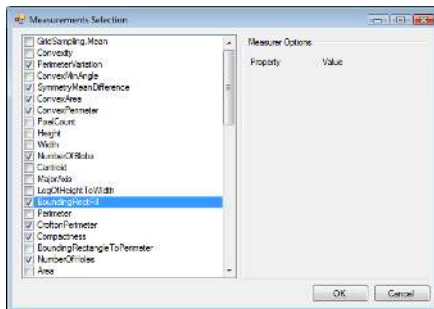 Measurements Selection
GridSampling.Mean
Convexity
PerimeterVariation
ConvexMinAngle
SymmetryMeanDifference
ConvexArea
ConvexPerimeter
PixelCount
Height
Width
NumberOfBlobs
Centroid
MajorAxis
LogOfHeightToWidth
BoundingRectFill
Perimeter
CroftonPerimeter
Compactness
BoundingRectangleToPerimeter
NumberOfHoles
Area
Measurer Options
Property Value
OK Cancel